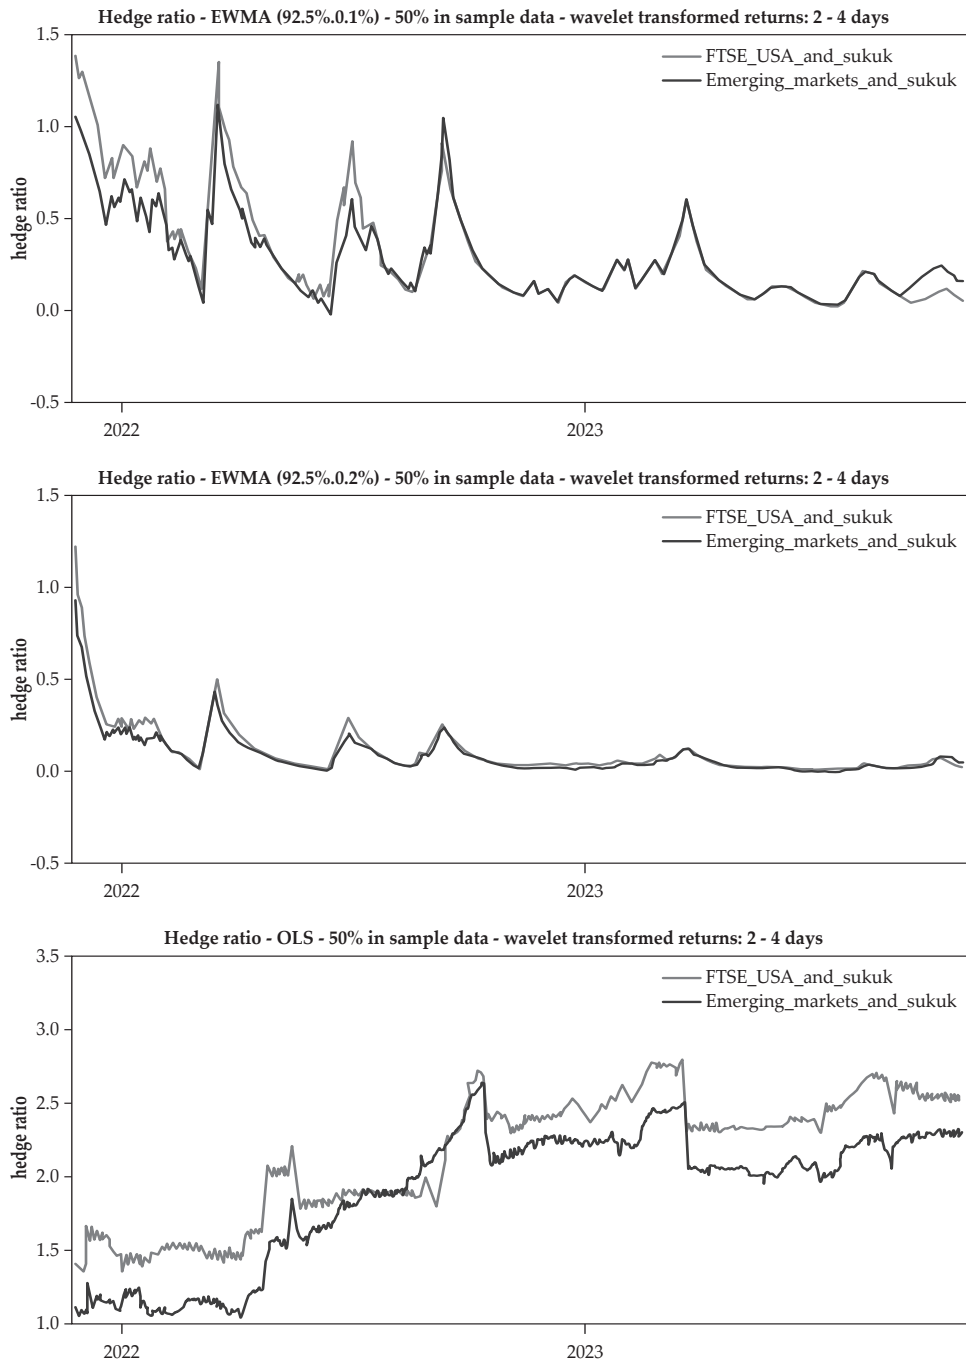 Hedge ratio - EWMA (92.5%.0.1%) - 50% in sample data - wavelet transformed returns: 2 - 4 days
1.5
FTSE_USA_and_sukuk
Emerging_markets_and_sukuk
1.0
hedge ratio
0.5
0.0
-0.5
2022
2023
Hedge ratio - EWMA (92.5%.0.2%) - 50% in sample data - wavelet transformed returns: 2 - 4 days
1.5
FTSE_USA_and_sukuk
Emerging_markets_and_sukuk
1.0
hedge ratio
0.5
0.0
-0.5
2022
2023
Hedge ratio - OLS - 50% in sample data - wavelet transformed returns: 2 - 4 days
3.5
FTSE_USA_and_sukuk
Emerging_markets_and_sukuk
3.0
2.5
hedge ratio
2.0
1.5
1.0
2022
2023